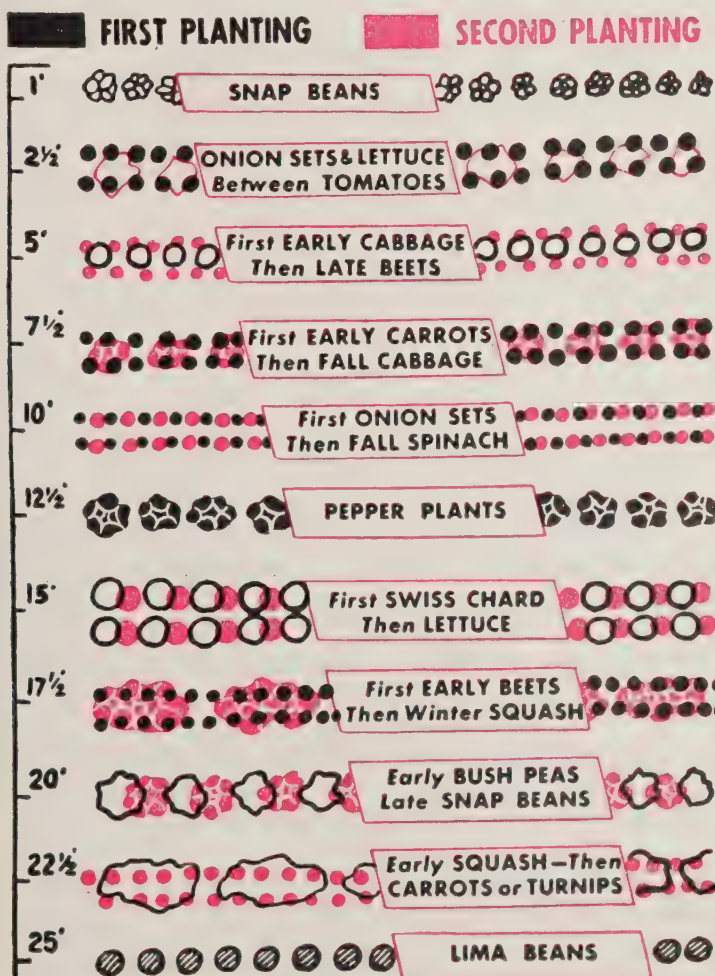 FIRST PLANTING
SECOND PLANTING
1'
SNAP BEANS
2½'
ONION SETS & LETTUCE
Between TOMATOES
5'
First EARLY CABBAGE
Then LATE BEETS
7½'
First EARLY CARROTS
Then FALL CABBAGE
10'
First ONION SETS
Then FALL SPINACH
12½'
PEPPER PLANTS
15'
First SWISS CHARD
Then LETTUCE
17½'
First EARLY BEETS
Then Winter SQUASH
20'
Early BUSH PEAS
Late SNAP BEANS
22½'
Early SQUASH—Then
CARROTS or TURNIPS
25'
LIMA BEANS